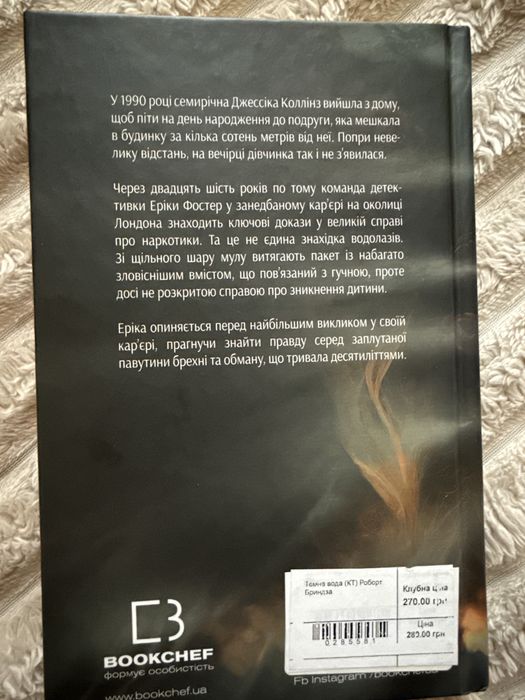 У 1990 році семирічна Джессіка Коллінз вийшла з дому,
щоб піти на день народження до подруги, яка мешкала
в будинку за кілька сотень метрів від неї. Попри неве-
лику відстань, на вечірці дівчинка так і не з'явилася.
Через двадцять шість років по тому команда детек-
тивки Еріки Фостер у занедбаному кар'єрі на околиці
Лондона знаходить ключові докази у великій справі
про наркотики. Та це не єдина знахідка водолазів.
Зі щільного шару мулу витягають пакет із набагато
зловіснішим вмістом, що пов'язаний з гучною, проте
досі не розкритою справою про зникнення дитини.
Еріка опиняється перед найбільшим викликом у своїй
кар'єрі, прагнучи знайти правду серед заплутаної
павутини брехні та обману, що тривала десятиліттями.
Темна вода (КТ) Роберт
Бриндза
Клубна ціна
270.00 грн
Ціна
289.00 грн
0285581
BOOKCHEF
формує особистість
www.bookchef.ua
Fb Instagram /bookchef.ua